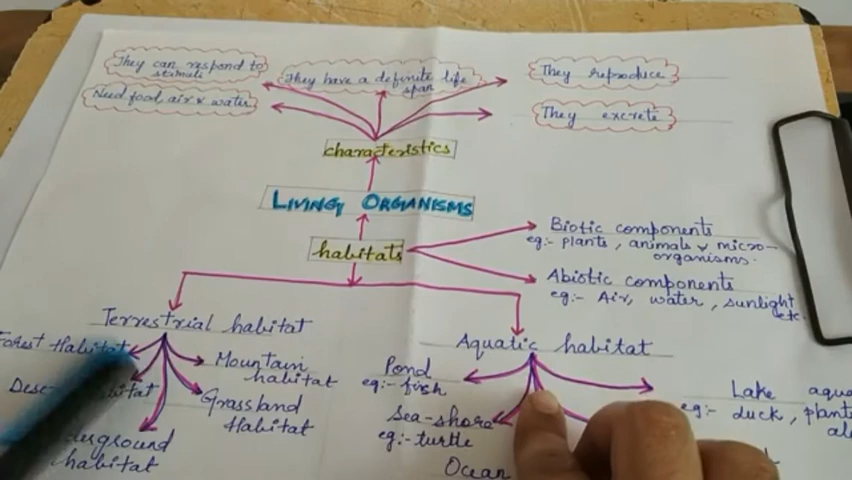 They can respond to
stimuli
They have a definite life
span
They reproduce
Need food, air & water
They excrete
characteristics
LIVING ORGANISMS
habitats
Biotic components
eg:- plants, animals & micro-
organisms.
Abiotic components
eg:- Air, water, sunlight
etc.
Terrestrial habitat
Forest Habitat
Mountain
habitat
Grassland
Habitat
habitat
Aquatic habitat
Pond
eg:- fish
Sea-shore
eg:- turtle
Ocean
Lake
eg:- duck,